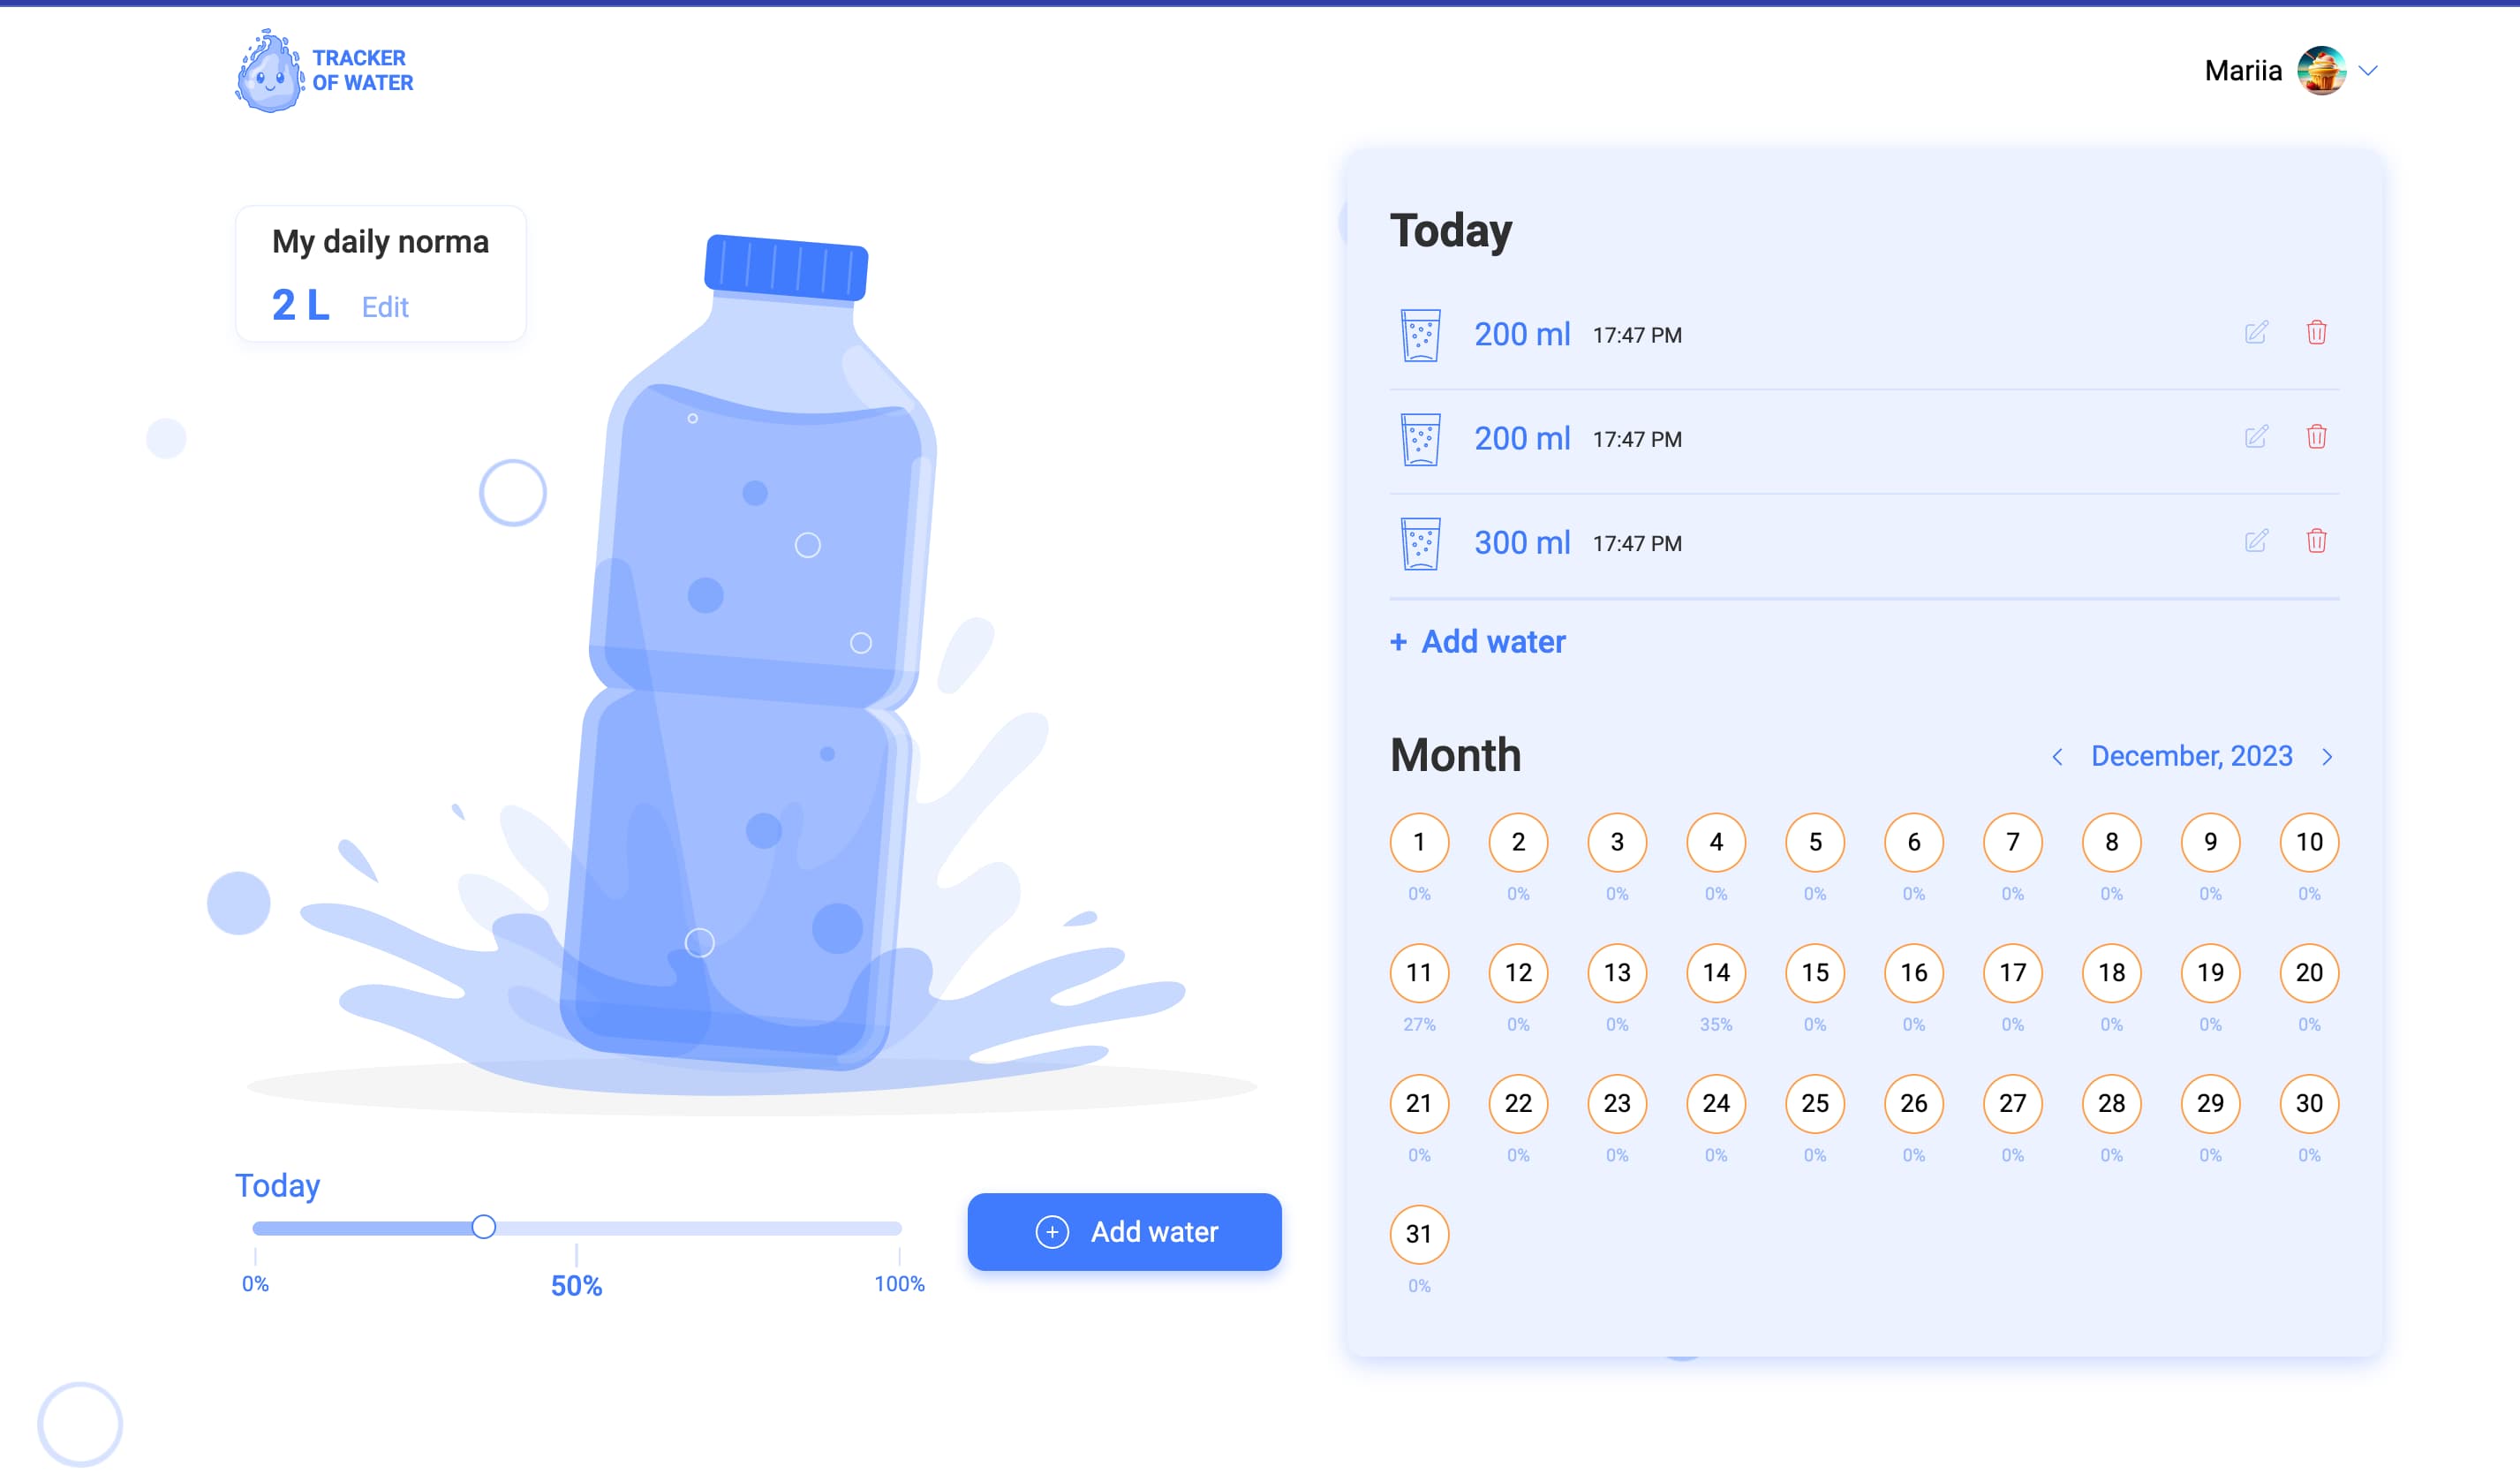 TRACKER
OF WATER
Mariia
My daily norma
2 L Edit
Today
0% 50% 100%
Add water
Today
200 ml 17:47 PM
200 ml 17:47 PM
300 ml 17:47 PM
+ Add water
Month
< December, 2023 >
1 2 3 4 5 6 7 8 9 10
0% 0% 0% 0% 0% 0% 0% 0% 0% 0%
11 12 13 14 15 16 17 18 19 20
27% 0% 0% 35% 0% 0% 0% 0% 0% 0%
21 22 23 24 25 26 27 28 29 30
0% 0% 0% 0% 0% 0% 0% 0% 0% 0%
31
0%